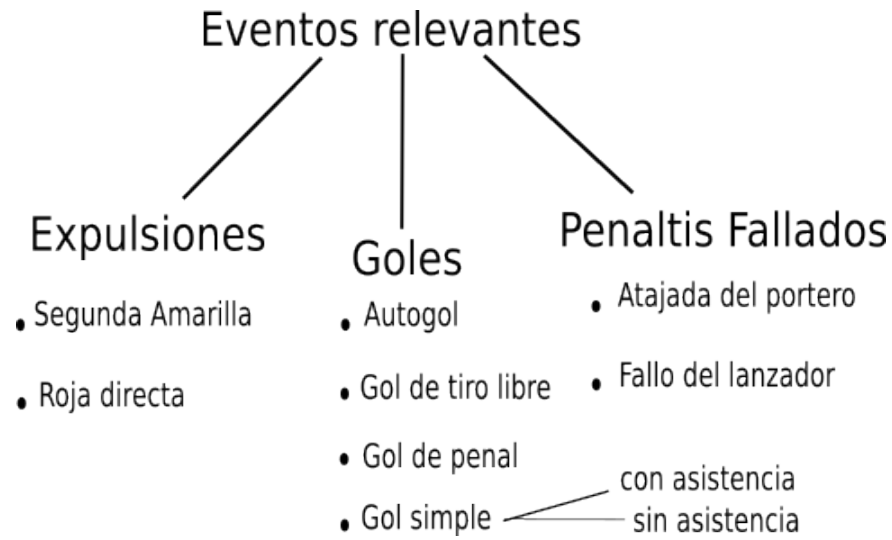 Eventos relevantes
Expulsiones
• Segunda Amarilla
• Roja directa
Goles
• Autogol
• Gol de tiro libre
• Gol de penal
• Gol simple
con asistencia
sin asistencia
Penaltis Fallados
• Atajada del portero
• Fallo del lanzador